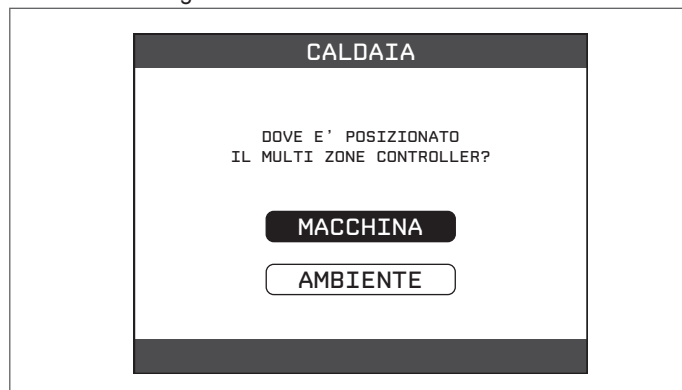 CALDAIA
DOVE E' POSIZIONATO
IL MULTI ZONE CONTROLLER?
MACCHINA
AMBIENTE